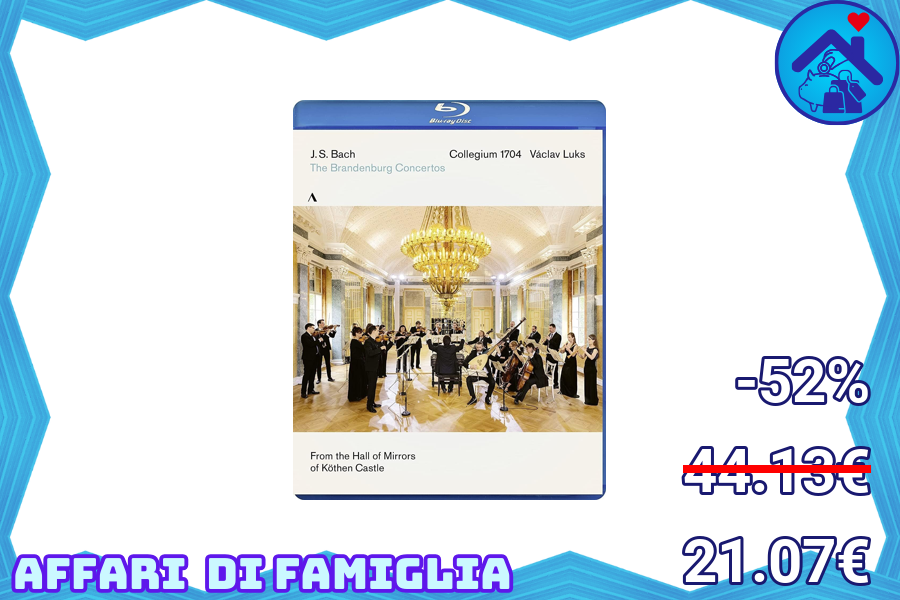 Blu-ray Disc
J. S. Bach Collegium 1704 Václav Luks
The Brandenburg Concertos
From the Hall of Mirrors
of Köthen Castle
-52%
44.13€
21.07€
AFFARI DI FAMIGLIA